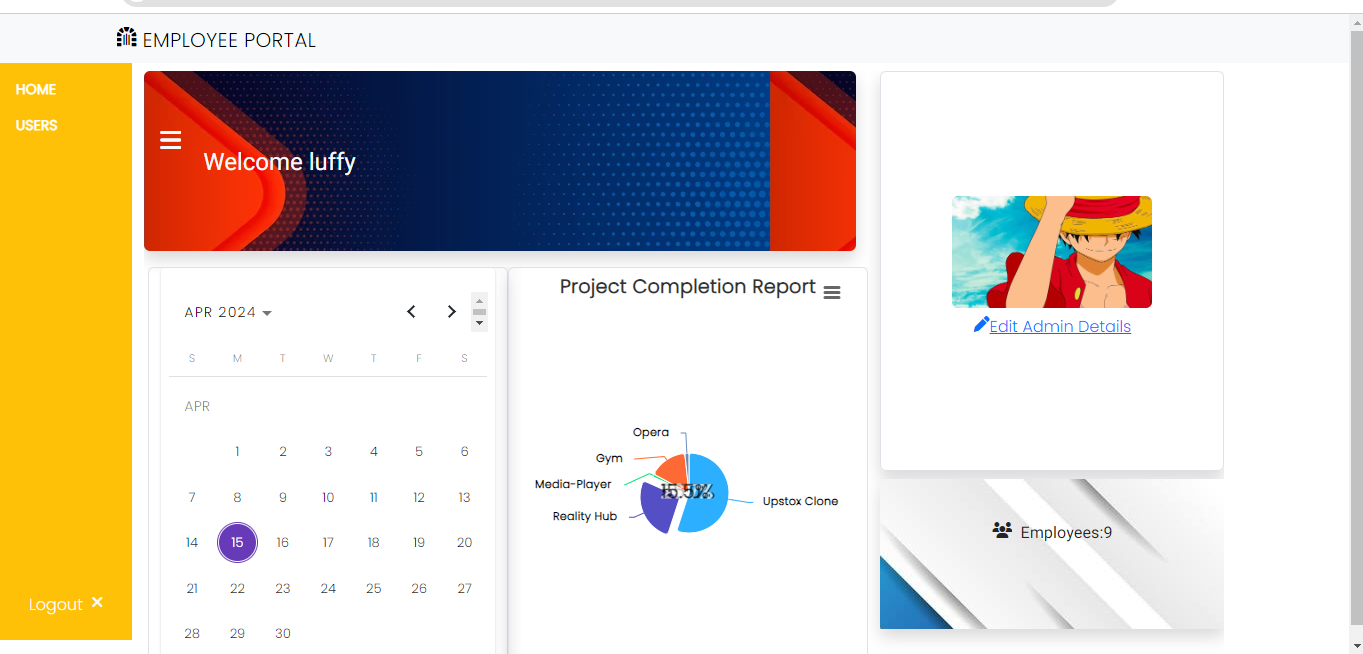 EMPLOYEE PORTAL
HOME
USERS
Logout ×
Welcome luffy
APR 2024
S M T W T F S
APR
1 2 3 4 5 6
7 8 9 10 11 12 13
14 15 16 17 18 19 20
21 22 23 24 25 26 27
28 29 30
Project Completion Report
Opera
Gym
Media-Player
Reality Hub
Upstox Clone
Edit Admin Details
Employees:9